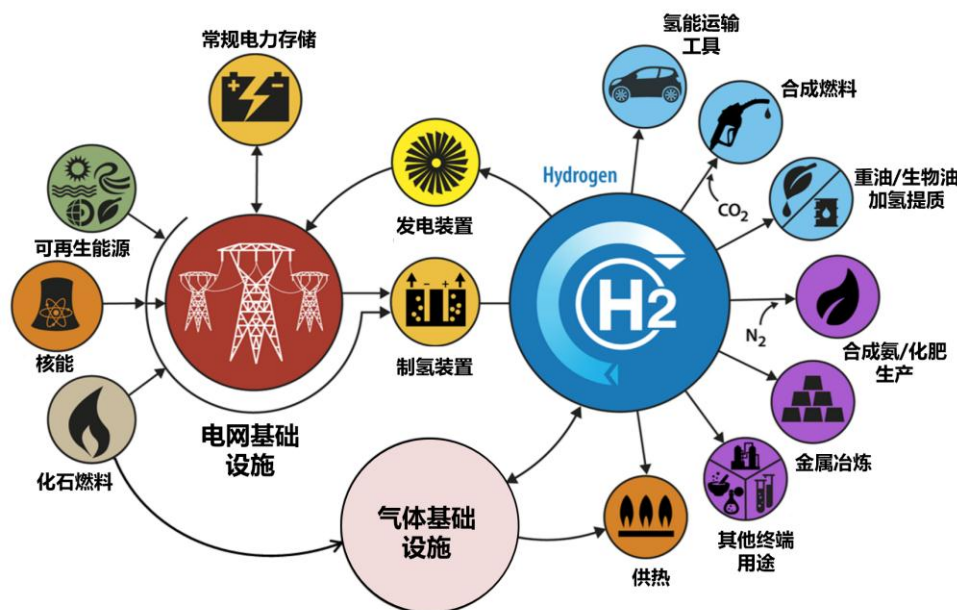 常规电力存储
氢能运输
工具
合成燃料
Hydrogen
CO2
重油/生物油
加氢提质
可再生能源
发电装置
H2
核能
制氢装置
N2
合成氨/化肥
生产
电网基础
设施
化石燃料
金属冶炼
气体基础
设施
供热
其他终端
用途